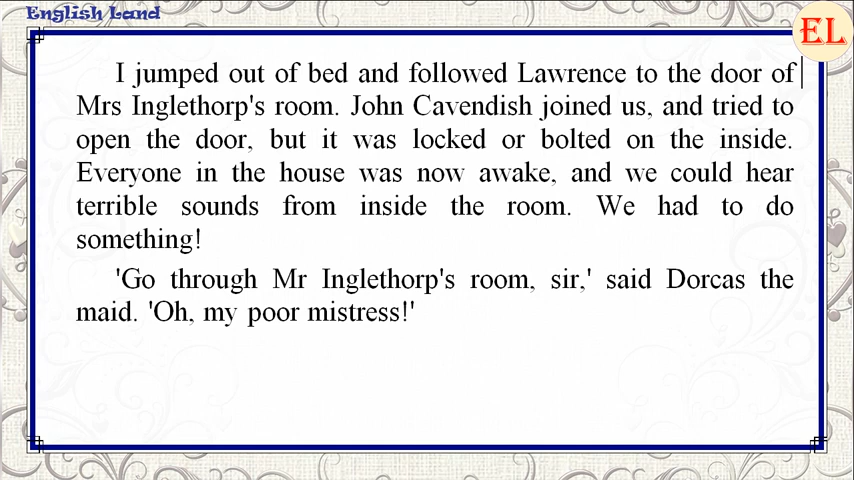 English Land
EL
I jumped out of bed and followed Lawrence to the door of
Mrs Inglethorp's room. John Cavendish joined us, and tried to
open the door, but it was locked or bolted on the inside.
Everyone in the house was now awake, and we could hear
terrible sounds from inside the room. We had to do
something!
'Go through Mr Inglethorp's room, sir,' said Dorcas the
maid. 'Oh, my poor mistress!'